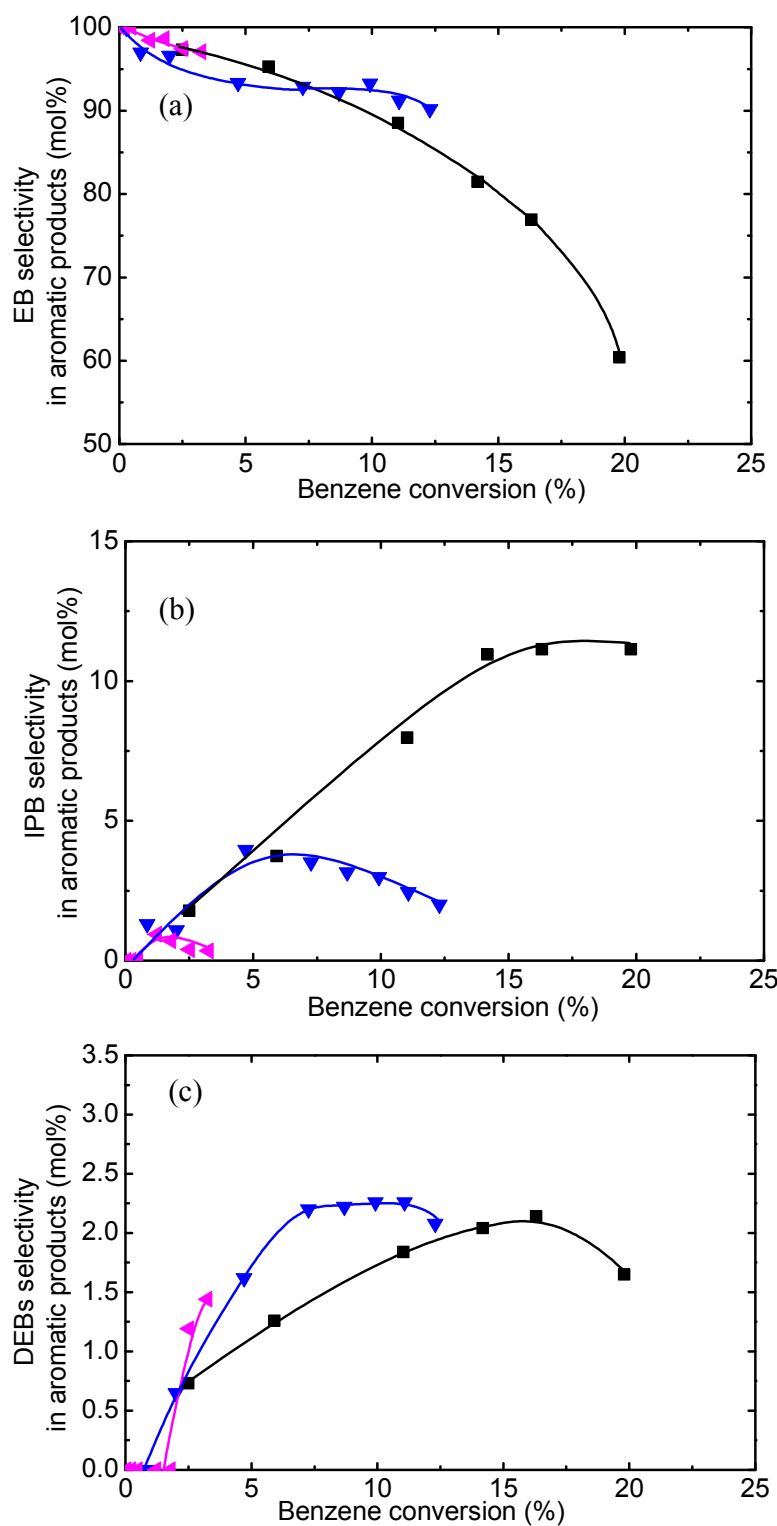 100
90
80
70
60
50
EB selectivity
in aromatic products (mol%)
(a)
0 5 10 15 20 25
Benzene conversion (%)
15
10
5
0
IPB selectivity
in aromatic products (mol%)
(b)
0 5 10 15 20 25
Benzene conversion (%)
3.5
3.0
2.5
2.0
1.5
1.0
0.5
0.0
DEBs selectivity
in aromatic products (mol%)
(c)
0 5 10 15 20 25
Benzene conversion (%)